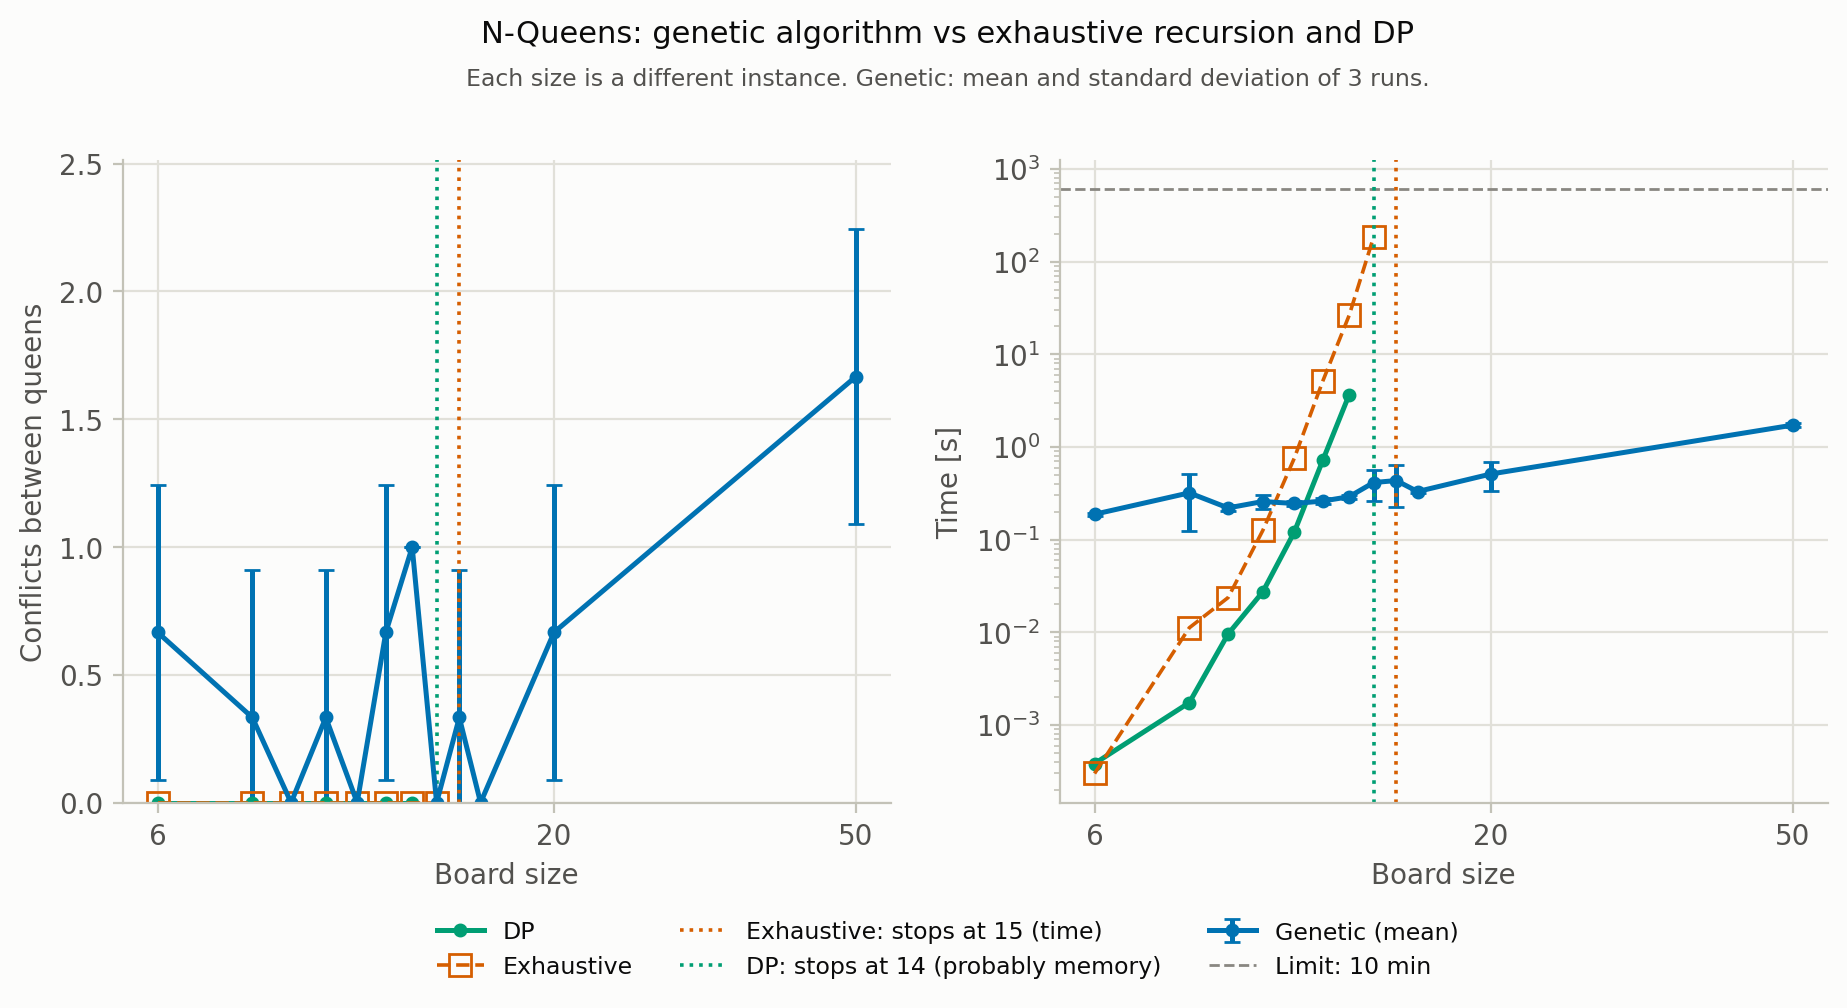 N-Queens: genetic algorithm vs exhaustive recursion and DP
Each size is a different instance. Genetic: mean and standard deviation of 3 runs.
Conflicts between queens
2.5
2.0
1.5
1.0
0.5
0.0
6
20
50
Board size
Time [s]
10³
10²
10¹
10⁰
10⁻¹
10⁻²
10⁻³
6
20
50
Board size
DP
Exhaustive
Exhaustive: stops at 15 (time)
DP: stops at 14 (probably memory)
Genetic (mean)
Limit: 10 min